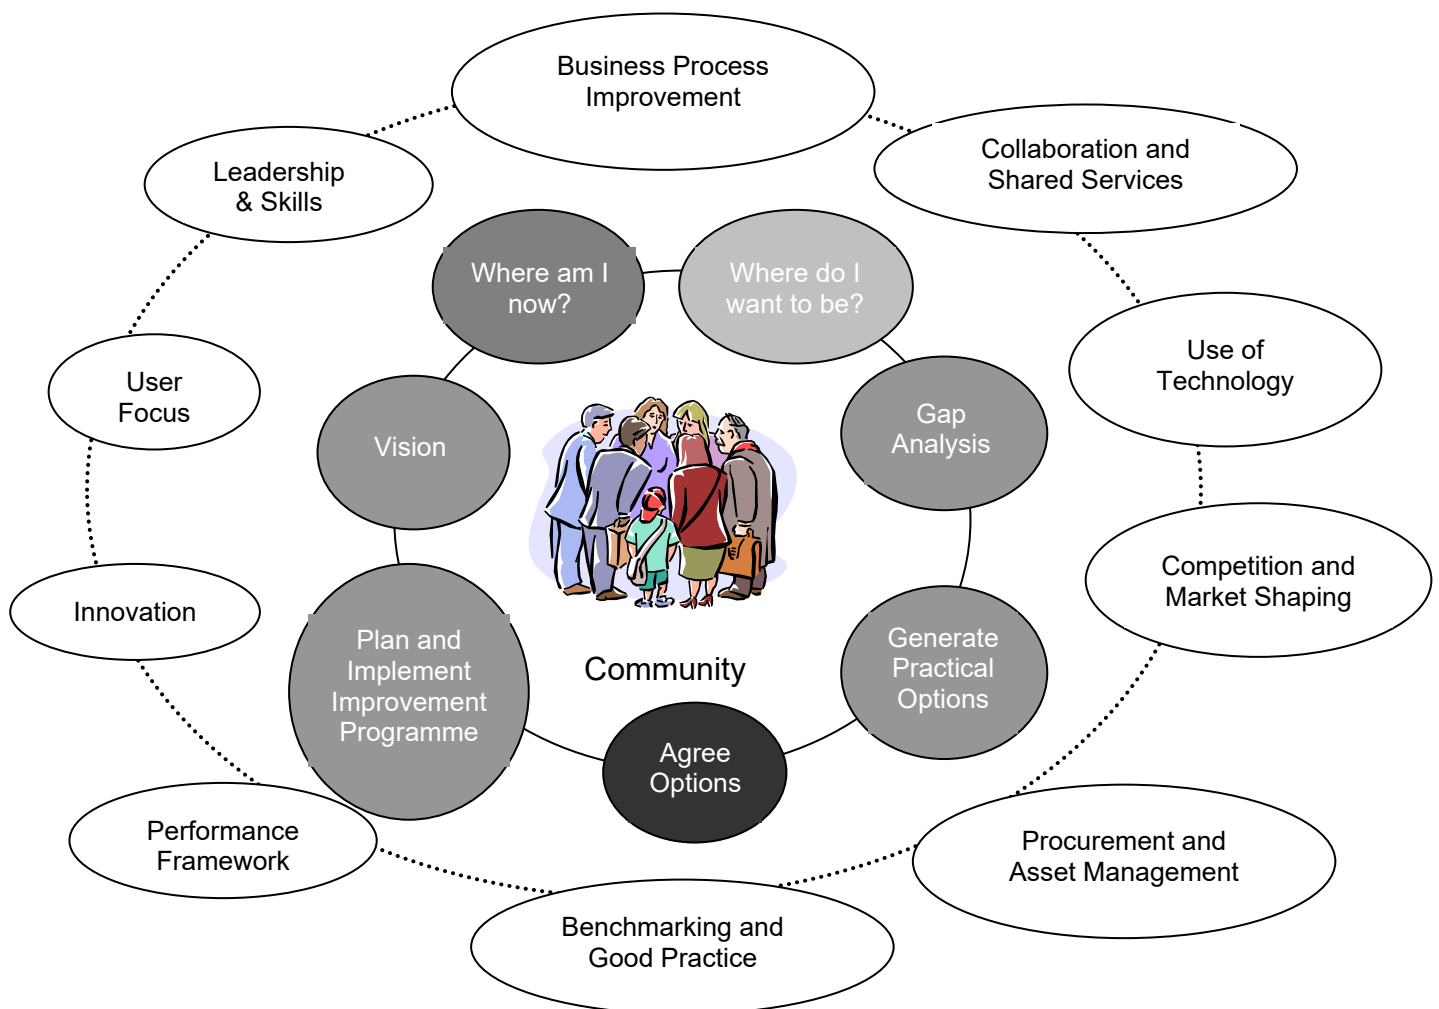 Business Process
Improvement
Collaboration and
Shared Services
Leadership
& Skills
Where am I
now?
Where do I
want to be?
Use of
Technology
User
Focus
Vision
Gap
Analysis
Competition and
Market Shaping
Innovation
Plan and
Implement
Improvement
Programme
Community
Generate
Practical
Options
Agree
Options
Performance
Framework
Procurement and
Asset Management
Benchmarking and
Good Practice